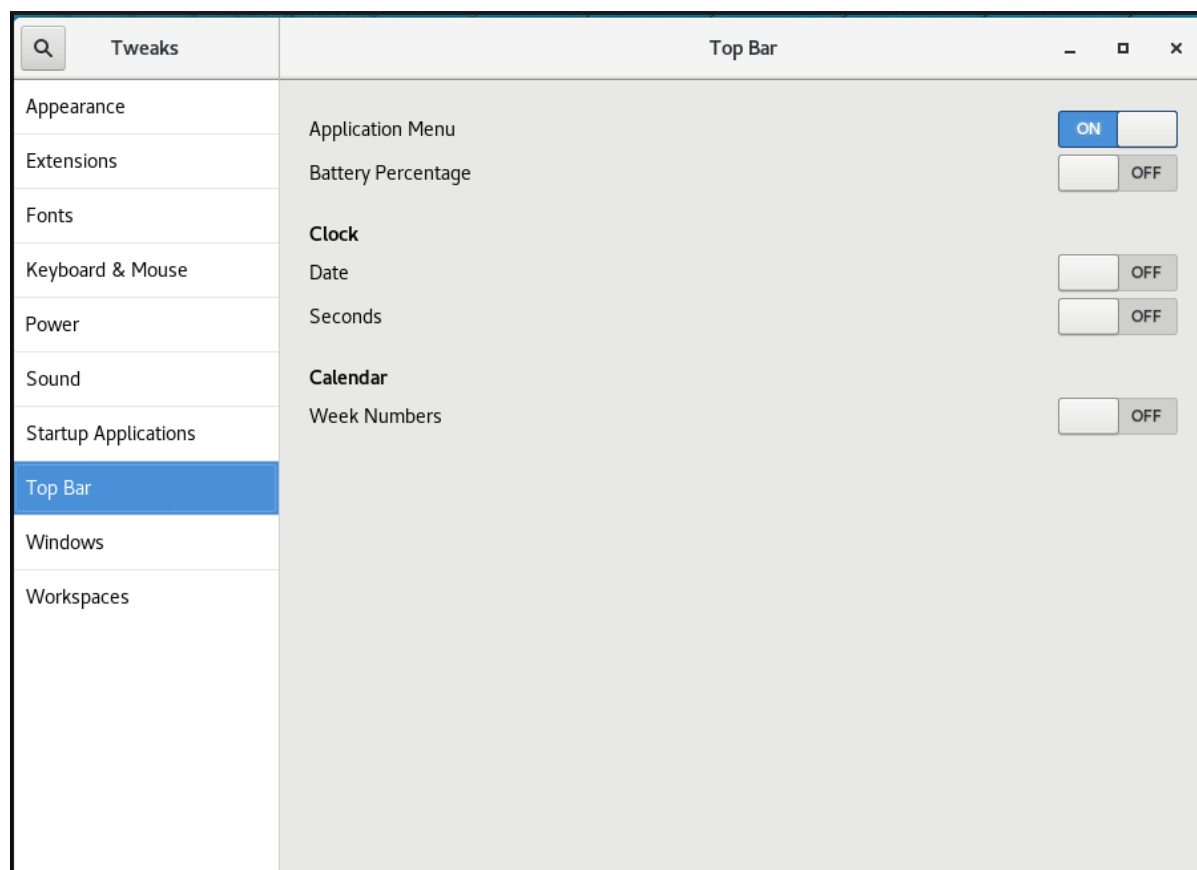 Tweaks
Top Bar
Appearance
Extensions
Fonts
Keyboard & Mouse
Power
Sound
Startup Applications
Top Bar
Windows
Workspaces
Application Menu ON
Battery Percentage OFF
Clock
Date OFF
Seconds OFF
Calendar
Week Numbers OFF